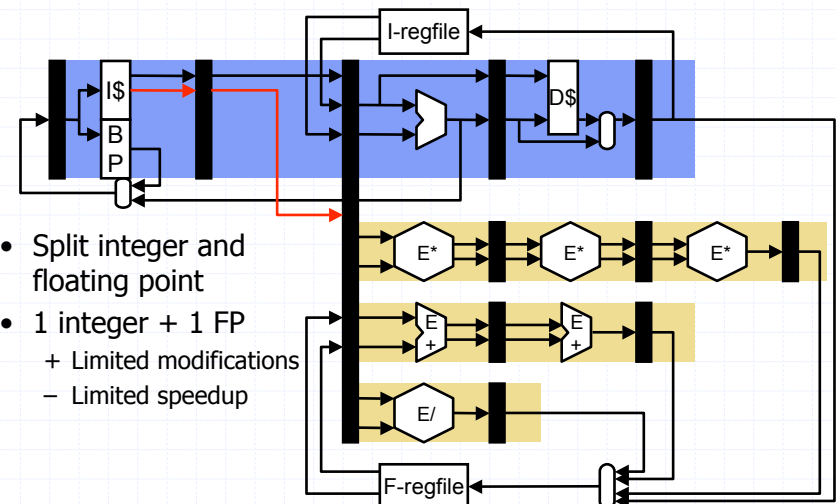 I-regfile
I$
D$
B
P
• Split integer and
floating point
• 1 integer + 1 FP
+ Limited modifications
− Limited speedup
E* E* E*
E
+
E
+
E/
F-regfile